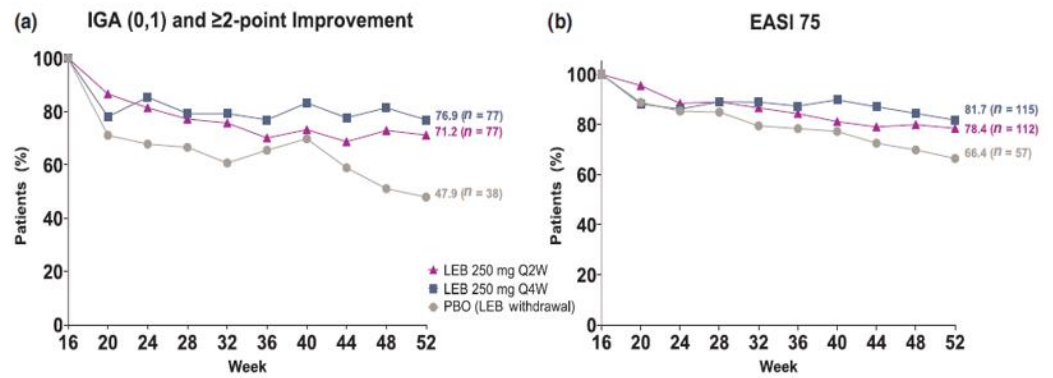 (a) IGA (0,1) and ≥2-point Improvement
100
80
60
40
20
0
Patients (%)
16 20 24 28 32 36 40 44 48 52
Week
76.9 (n = 77)
71.2 (n = 77)
47.9 (n = 38)
LEB 250 mg Q2W
LEB 250 mg Q4W
PBO (LEB withdrawal)
(b) EASI 75
100
80
60
40
20
0
Patients (%)
16 20 24 28 32 36 40 44 48 52
Week
81.7 (n = 115)
78.4 (n = 112)
66.4 (n = 57)